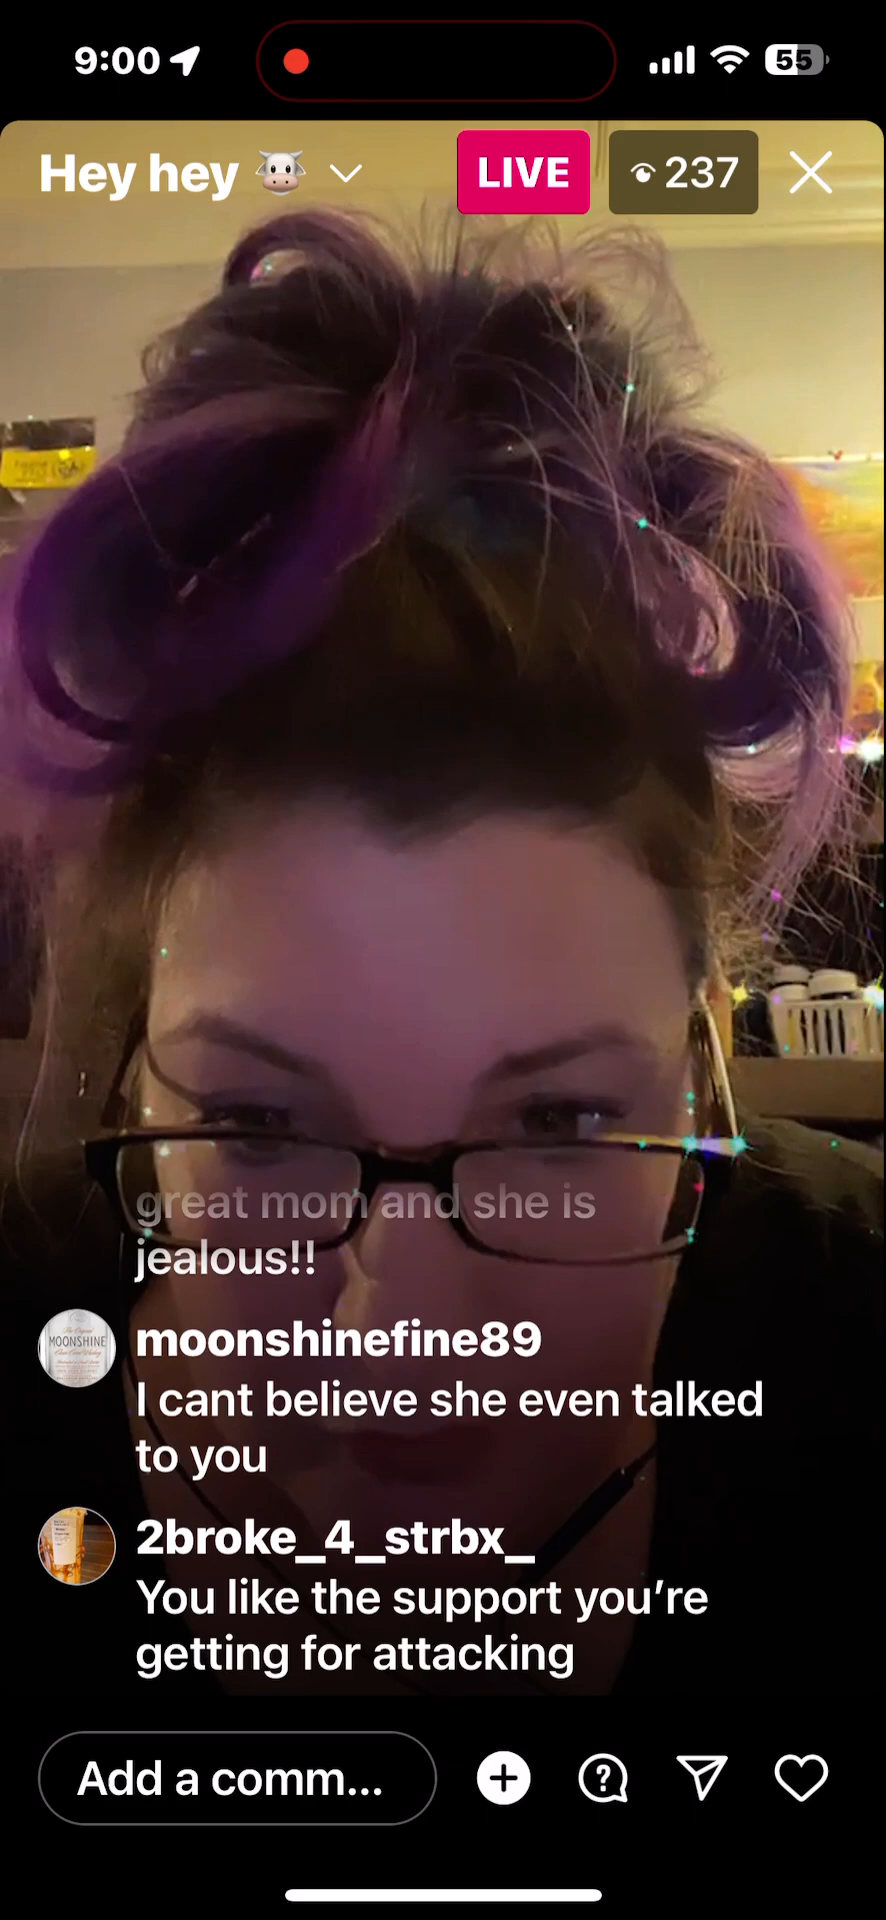 9:00
55
Hey hey 🐮
LIVE
237
great mom and she is
jealous!!
MOONSHINE
moonshinefine89
I cant believe she even talked
to you
2broke_4_strbx_
You like the support you’re
getting for attacking
Add a comm...